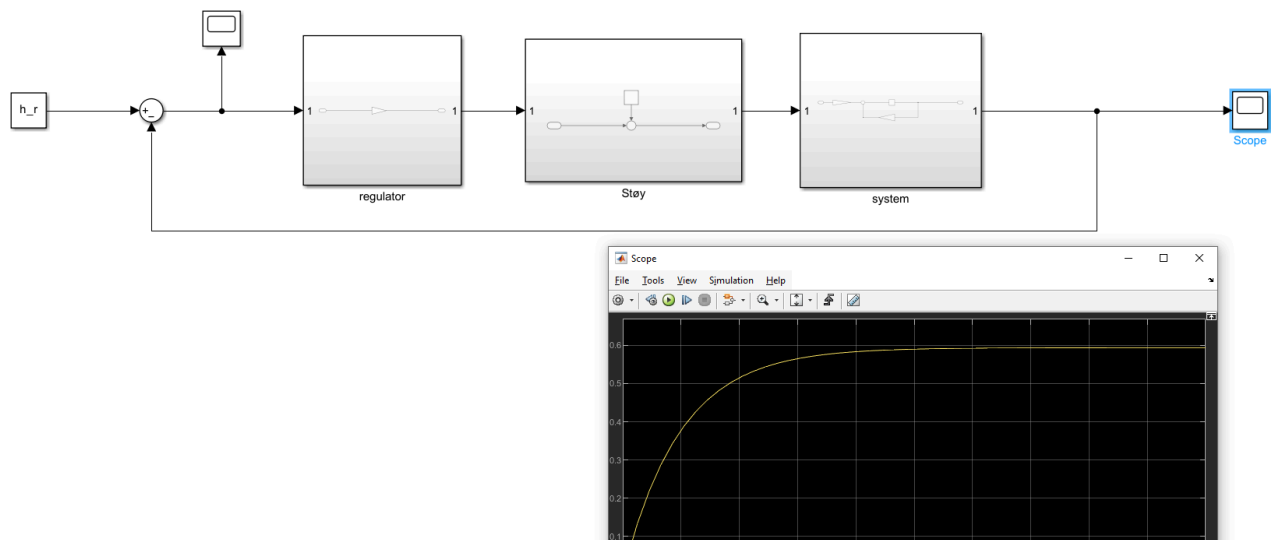 h_r
+
_
1
1
1
1
1
1
regulator
Støy
system
Scope
Scope
File Tools View Simulation Help
0.6
0.5
0.4
0.3
0.2
0.1